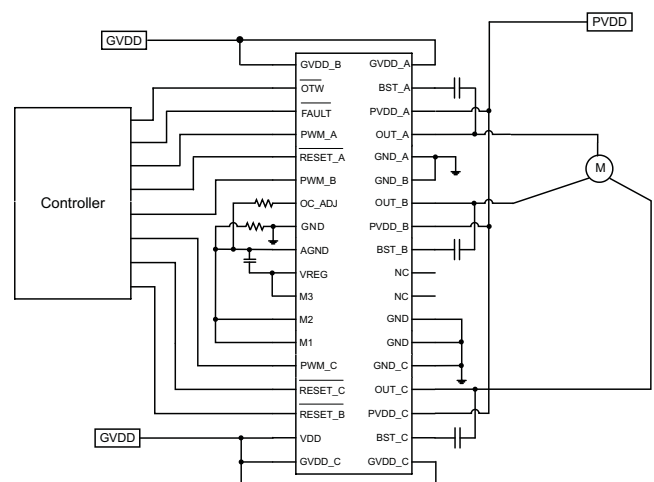 GVDD
PVDD
GVDD_B
GVDD_A
OTW
BST_A
FAULT
PVDD_A
PWM_A
OUT_A
RESET_A
GND_A
PWM_B
GND_B
M
Controller
OC_ADJ
OUT_B
GND
PVDD_B
AGND
BST_B
VREG
NC
M3
NC
M2
GND
M1
GND
PWM_C
GND_C
RESET_C
OUT_C
RESET_B
PVDD_C
GVDD
VDD
BST_C
GVDD_C
GVDD_C